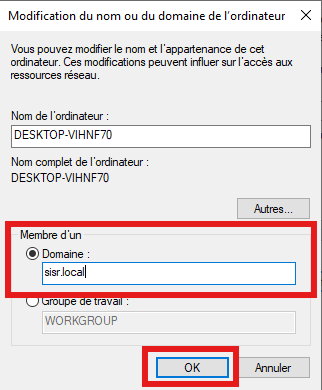 Modification du nom ou du domaine de l'ordinateur
Vous pouvez modifier le nom et l'appartenance de cet
ordinateur. Ces modifications peuvent influer sur l'accès aux
ressources réseau.
Nom de l'ordinateur :
DESKTOP-VIHNF70
Nom complet de l'ordinateur :
DESKTOP-VIHNF70
Autres...
Membre d'un
Domaine :
sisr.local
Groupe de travail :
WORKGROUP
OK
Annuler